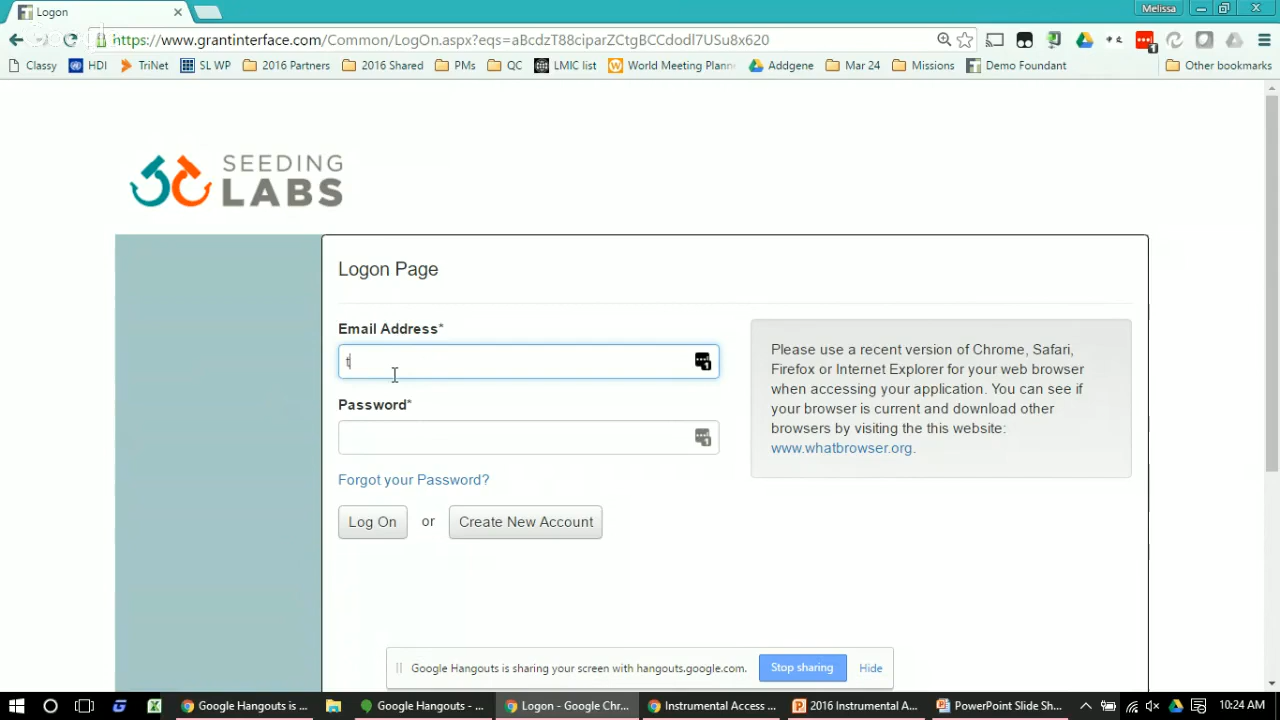 Logon
Melissa
https://www.grantinterface.com/Common/LogOn.aspx?eqs=aBcdzT88ciparZCtgBCCdodl7USu8x620
Classy HDI TriNet SL WP 2016 Partners 2016 Shared PMs QC LMIC list World Meeting Plann Addgene Mar 24 Missions Demo Foundant Other bookmarks
SEEDING
LABS
Logon Page
Email Address*
t
Password*
Forgot your Password?
Log On or Create New Account
Please use a recent version of Chrome, Safari,
Firefox or Internet Explorer for your web browser
when accessing your application. You can see if
your browser is current and download other
browsers by visiting the this website:
www.whatbrowser.org.
Google Hangouts is sharing your screen with hangouts.google.com. Stop sharing Hide
Google Hangouts is ... Google Hangouts - ... Logon - Google Chr... Instrumental Access ... 2016 Instrumental A... PowerPoint Slide Sh... 10:24 AM